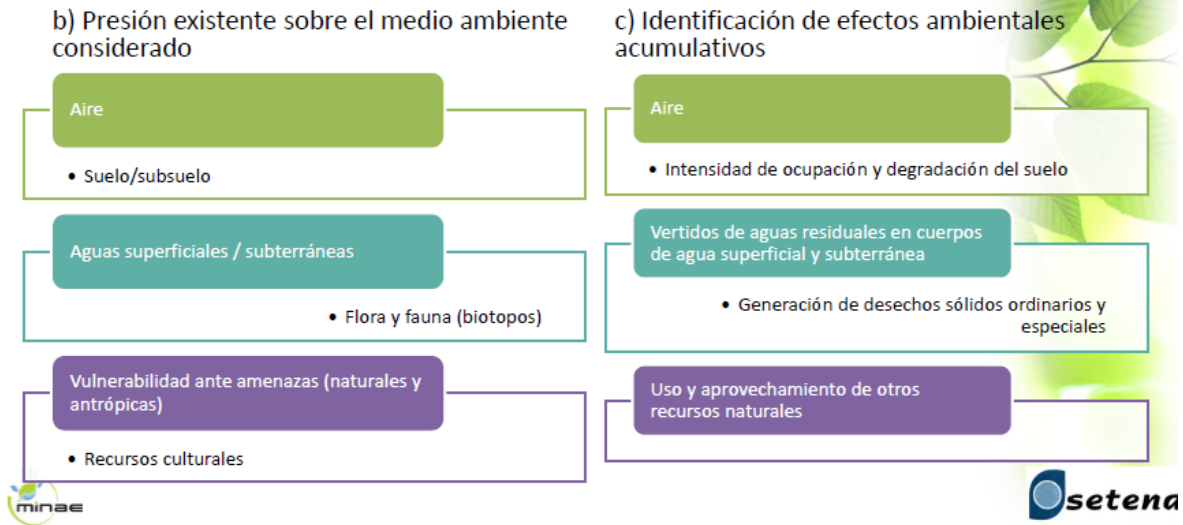 b) Presión existente sobre el medio ambiente
considerado
Aire
• Suelo/subsuelo
Aguas superficiales / subterráneas
• Flora y fauna (biotopos)
Vulnerabilidad ante amenazas (naturales y
antrópicas)
• Recursos culturales
c) Identificación de efectos ambientales
acumulativos
Aire
• Intensidad de ocupación y degradación del suelo
Vertidos de aguas residuales en cuerpos
de agua superficial y subterránea
• Generación de desechos sólidos ordinarios y
especiales
Uso y aprovechamiento de otros
recursos naturales
minae
setena